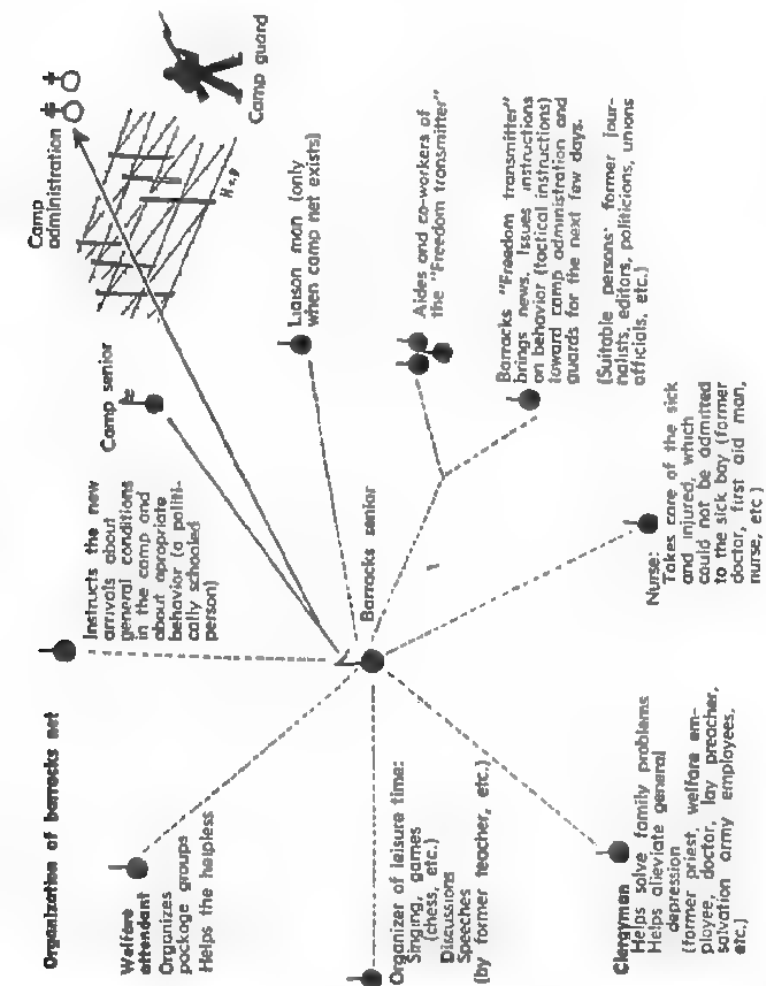 Organization of barracks net
Welfare
attendant
Organizes
package groups
Helps the helpless
Instructs the new
arrivals about
general conditions
in the camp and
about apropriate
behavior (a politi-
cally schooled
person)
Camp senior
Camp
administration
Camp guard
Liaison man (only
when camp net exists)
Aides and co-workers of
the "Freedom transmitter"
Barracks senior
Organizer of leisure time:
Singing, games
(chess, etc.)
Discussions
Speeches
(by former teacher, etc.)
Barracks "Freedom transmitter"
brings news. Issues instructions
on behavior (tactical instructions)
toward camp administration and
guards for the next few days.
(Suitable persons: former jour-
nalists, editors, politicians, unions
officials, etc.)
Clergyman
Helps solve family problems
Helps alleviate general
depression
(former priest, welfare em-
ployee, doctor, lay preacher,
salvation army employees,
etc.)
Nurse:
Takes care of the sick
and injured, which
could not be admitted
to the sick bay (former
doctor, first aid man,
nurse, etc)